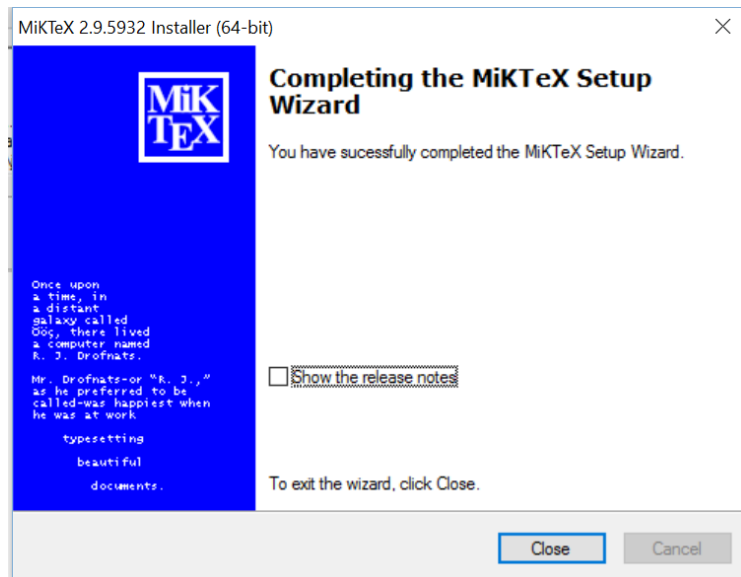 MiKTeX 2.9.5932 Installer (64-bit)
MiK
TEX
Completing the MiKTeX Setup
Wizard
You have sucessfully completed the MiKTeX Setup Wizard.
Once upon
a time, in
a distant
galaxy called
Ööç, there lived
a computer named
R. J. Drofnats.
Mr. Drofnats-or "R. J.,"
as he preferred to be
called-was happiest when
he was at work
typesetting
beautiful
documents.
Show the release notes
To exit the wizard, click Close.
Close
Cancel